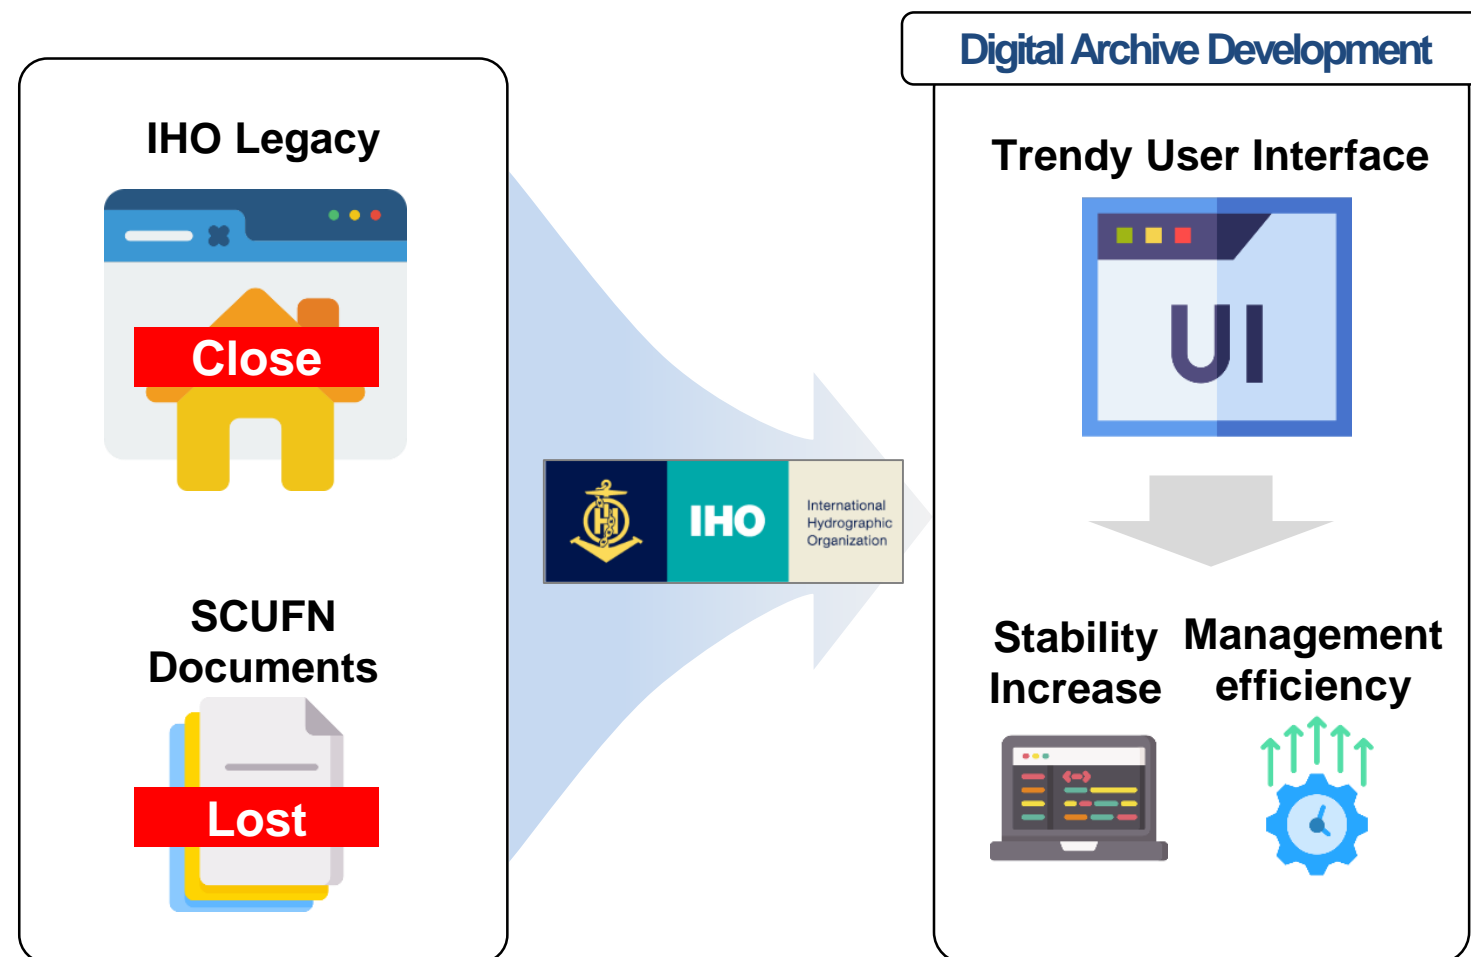 IHO Legacy
Close
SCUFN
Documents
Lost
IHO
International
Hydrographic
Organization
Digital Archive Development
Trendy User Interface
UI
Stability
Increase
Management
efficiency